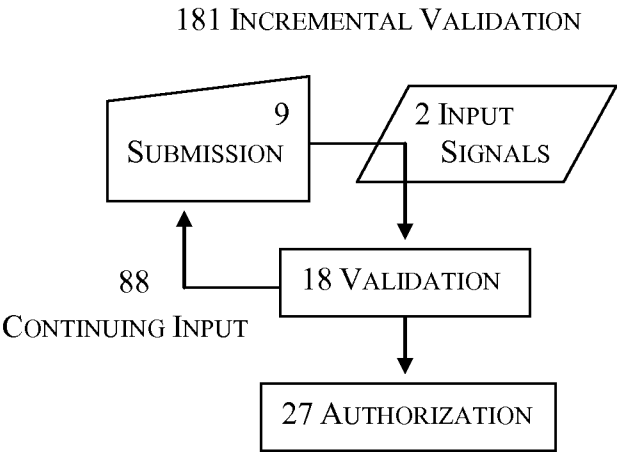 181 INCREMENTAL VALIDATION
9
SUBMISSION
2 INPUT
SIGNALS
18 VALIDATION
88
CONTINUING INPUT
27 AUTHORIZATION